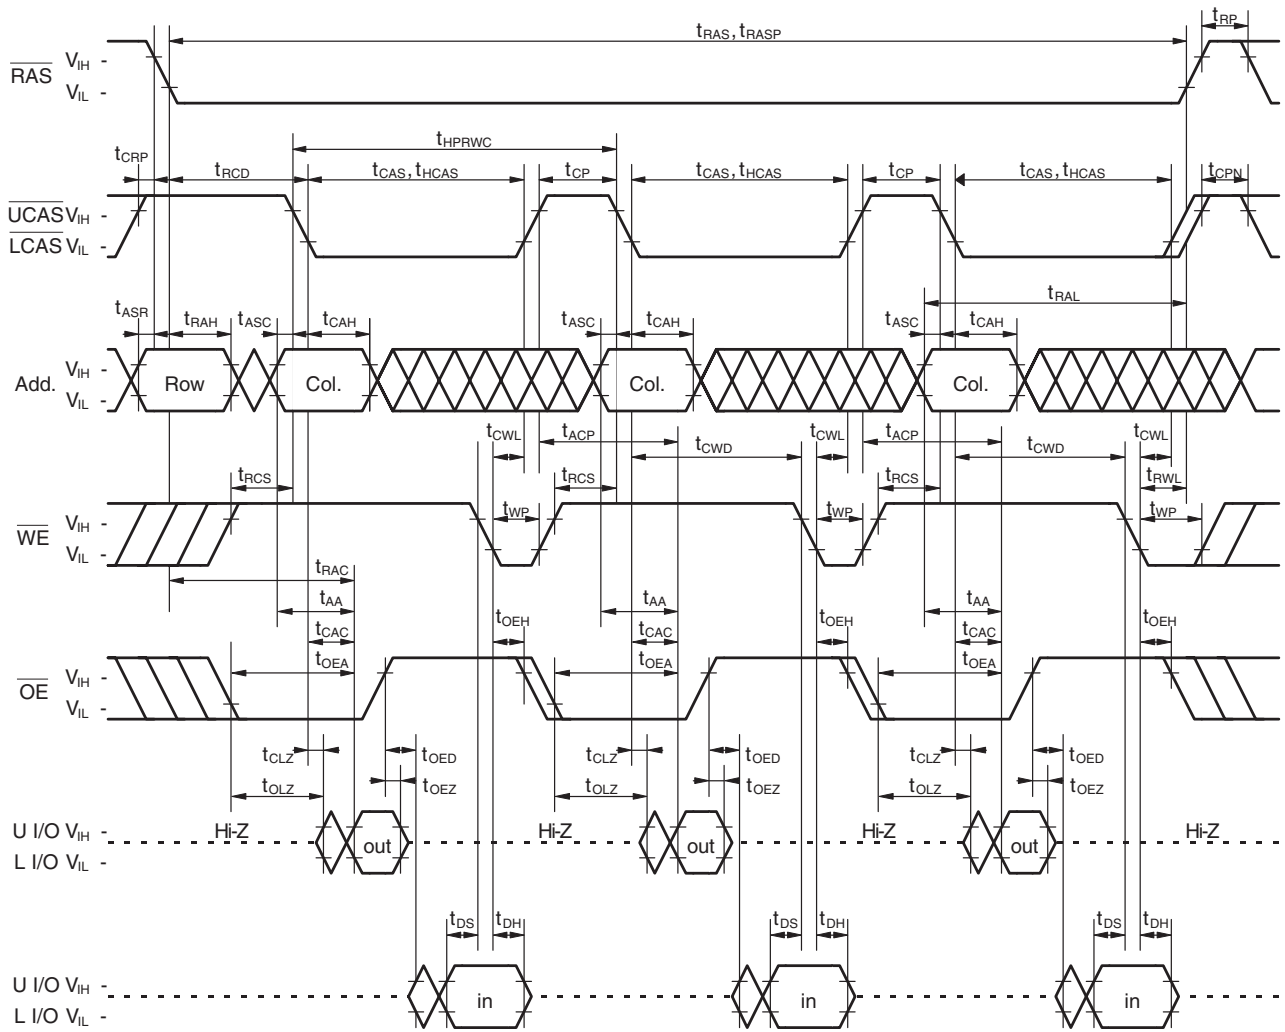 tRAS, tRASP tRP
RAS VIH -
VIL -
tHPRWC
tCRP tRCD tCAS, tHCAS tCP tCAS, tHCAS tCP tCAS, tHCAS tCPN
UCAS VIH -
LCAS VIL -
tRAL
tASR tRAH tASC tCAH tASC tCAH tASC tCAH
Add. VIH - Row Col. Col. Col.
VIL -
tCWL tACP tCWD tCWL tACP tCWD tCWL
tRCS tRCS tRCS tRWL
tWP tWP tWP
WE VIH -
VIL -
tRAC
tAA tAA tAA
tOEH tOEH tOEH
tCAC tCAC tCAC
tOEA tOEA tOEA
OE VIH -
VIL -
tCLZ tOED tCLZ tOED tCLZ tOED
tOLZ tOEZ tOLZ tOEZ tOLZ tOEZ
U I/O VIH - Hi-Z Hi-Z Hi-Z Hi-Z
L I/O VIL - out out out
tDS tDH tDS tDH tDS tDH
U I/O VIH - in in in
L I/O VIL -